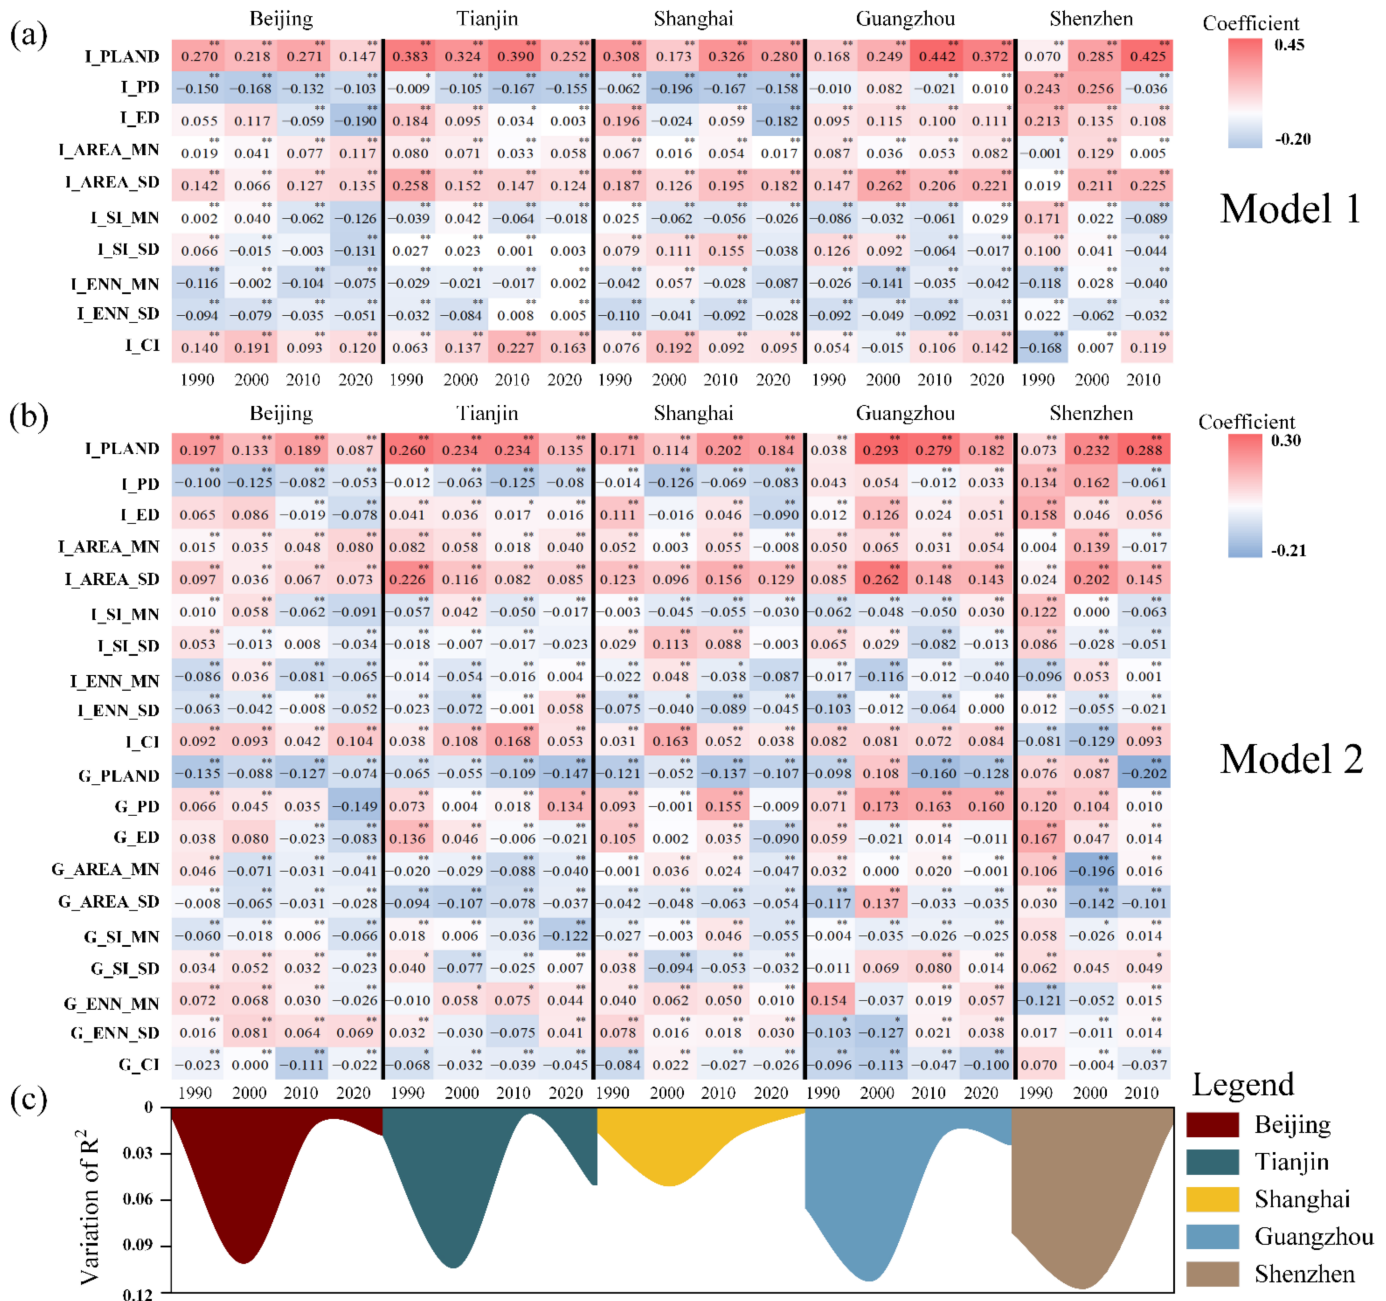 (a)
Beijing Tianjin Shanghai Guangzhou Shenzhen
Coefficient
0.45
-0.20
Model 1
I_PLAND 0.270** 0.218** 0.271** 0.147** 0.383** 0.324** 0.390** 0.252** 0.308** 0.173** 0.326** 0.280** 0.168** 0.249** 0.442** 0.372** 0.070** 0.285** 0.425**
I_PD −0.150** −0.168** −0.132** −0.103** −0.009* −0.105** −0.167** −0.155** −0.062** −0.196** −0.167** −0.158** −0.010 0.082 −0.021** 0.010** 0.243** 0.256** −0.036
I_ED 0.055 0.117 −0.059** −0.190** 0.184** 0.095** 0.034* 0.003** 0.196** −0.024 0.059** −0.182** 0.095** 0.115** 0.100** 0.111** 0.213** 0.135** 0.108*
I_AREA_MN 0.019** 0.041** 0.077** 0.117** 0.080** 0.071** 0.033** 0.058** 0.067** 0.016** 0.054** 0.017** 0.087** 0.036** 0.053** 0.082** −0.001* 0.129** 0.005**
I_AREA_SD 0.142** 0.066** 0.127** 0.135** 0.258** 0.152** 0.147** 0.124** 0.187** 0.126** 0.195** 0.182** 0.147** 0.262** 0.206** 0.221** 0.019 0.211** 0.225**
I_SI_MN 0.002** 0.040** −0.062** −0.126** −0.039** 0.042** −0.064** −0.018** 0.025** −0.062** −0.056** −0.026** −0.086** −0.032** −0.061** 0.029** 0.171** 0.022** −0.089**
I_SI_SD 0.066** −0.015** −0.003** −0.131** 0.027** 0.023** 0.001** 0.003** 0.079** 0.111** 0.155** −0.038 0.126** 0.092** −0.064** −0.017** 0.100** 0.041** −0.044**
I_ENN_MN −0.116** −0.002** −0.104** −0.075** −0.029** −0.021** −0.017** 0.002** −0.042** 0.057** −0.028* −0.087** −0.026** −0.141** −0.035** −0.042** −0.118** 0.028** −0.040**
I_ENN_SD −0.094** −0.079** −0.035** −0.051** −0.032** −0.084** 0.008** 0.005** −0.110** −0.041* −0.092** −0.028** −0.092** −0.049** −0.092** −0.031** 0.022** −0.062** −0.032**
I_CI 0.140** 0.191** 0.093** 0.120** 0.063** 0.137** 0.227** 0.163** 0.076** 0.192** 0.092** 0.095** 0.054** −0.015** 0.106** 0.142** −0.168** 0.007 0.119**
1990 2000 2010 2020 1990 2000 2010 2020 1990 2000 2010 2020 1990 2000 2010 2020 1990 2000 2010
(b)
Beijing Tianjin Shanghai Guangzhou Shenzhen
Coefficient
0.30
-0.21
Model 2
I_PLAND 0.197** 0.133** 0.189** 0.087** 0.260** 0.234** 0.234** 0.135** 0.171** 0.114** 0.202** 0.184** 0.038 0.293** 0.279** 0.182** 0.073** 0.232** 0.288**
I_PD −0.100** −0.125** −0.082** −0.053** −0.012* −0.063** −0.125** −0.08** −0.014** −0.126** −0.069** −0.083** 0.043 0.054 −0.012** 0.033** 0.134** 0.162** −0.061
I_ED 0.065 0.086 −0.019** −0.078** 0.041** 0.036** 0.017* 0.016** 0.111** −0.016 0.046** −0.090** 0.012 0.126** 0.024** 0.051* 0.158** 0.046** 0.056**
I_AREA_MN 0.015** 0.035** 0.048** 0.080** 0.082** 0.058** 0.018** 0.040** 0.052** 0.003** 0.055** −0.008** 0.050** 0.065** 0.031** 0.054** 0.004 0.139** −0.017**
I_AREA_SD 0.097** 0.036** 0.067** 0.073** 0.226** 0.116** 0.082** 0.085** 0.123** 0.096** 0.156** 0.129** 0.085** 0.262** 0.148** 0.143** 0.024 0.202** 0.145**
I_SI_MN 0.010** 0.058** −0.062** −0.091** −0.057** 0.042** −0.050** −0.017** −0.003** −0.045** −0.055** −0.030** −0.062** −0.048** −0.050** 0.030** 0.122** 0.000** −0.063**
I_SI_SD 0.053** −0.013** 0.008 −0.034** −0.018** −0.007** −0.017** −0.023** 0.029** 0.113** 0.088** −0.003 0.065** 0.029** −0.082** −0.013** 0.086** −0.028** −0.051**
I_ENN_MN −0.086** 0.036** −0.081** −0.065** −0.014** −0.054** −0.016** 0.004** −0.022** 0.048** −0.038* −0.087** −0.017** −0.116** −0.012** −0.040** −0.096** 0.053** 0.001
I_ENN_SD −0.063** −0.042** −0.008** −0.052** −0.023** −0.072** −0.001** 0.058** −0.075** −0.040* −0.089** −0.045** −0.103** −0.012** −0.064** 0.000** 0.012** −0.055** −0.021**
I_CI 0.092** 0.093** 0.042** 0.104** 0.038** 0.108** 0.168** 0.053** 0.031** 0.163** 0.052** 0.038** 0.082** 0.081** 0.072** 0.084** −0.081** −0.129** 0.093**
G_PLAND −0.135** −0.088** −0.127** −0.074** −0.065** −0.055** −0.109** −0.147** −0.121** −0.052** −0.137** −0.107** −0.098** 0.108** −0.160** −0.128** 0.076** 0.087** −0.202**
G_PD 0.066** 0.045** 0.035 −0.149** 0.073** 0.004** 0.018** 0.134* 0.093** −0.001** 0.155** −0.009** 0.071** 0.173** 0.163** 0.160** 0.120** 0.104** 0.010
G_ED 0.038 0.080 −0.023** −0.083** 0.136** 0.046** −0.006** −0.021** 0.105** 0.002 0.035** −0.090** 0.059** −0.021** 0.014** −0.011** 0.167** 0.047** 0.014**
G_AREA_MN 0.046** −0.071** −0.031** −0.041** −0.020** −0.029** −0.088** −0.040** −0.001** 0.036** 0.024** −0.047** 0.032** 0.000** 0.020** −0.001** 0.106* −0.196** 0.016**
G_AREA_SD −0.008** −0.065** −0.031** −0.028** −0.094** −0.107** −0.078** −0.037** −0.042** −0.048** −0.063** −0.054** −0.117** 0.137** −0.033** −0.035** 0.030 −0.142** −0.101**
G_SI_MN −0.060** −0.018** 0.006** −0.066** 0.018** 0.006** −0.036** −0.122** −0.027** −0.003** 0.046** −0.055** −0.004** −0.035** −0.026** −0.025** 0.058** −0.026* 0.014**
G_SI_SD 0.034** 0.052** 0.032** −0.023** 0.040* −0.077** −0.025** 0.007** 0.038** −0.094** −0.053** −0.032** −0.011 0.069** 0.080** 0.014** 0.062** 0.045** 0.049*
G_ENN_MN 0.072** 0.068** 0.030** −0.026** −0.010 0.058* 0.075* 0.044** 0.040** 0.062** 0.050** 0.010** 0.154 −0.037 0.019** 0.057** −0.121** −0.052 0.015**
G_ENN_SD 0.016** 0.081** 0.064** 0.069** 0.032** −0.030 −0.075 0.041** 0.078** 0.016** 0.018** 0.030** −0.103* −0.127** 0.021** 0.038** 0.017 −0.011** 0.014**
G_CI −0.023** 0.000** −0.111** −0.022** −0.068* −0.032** −0.039** −0.045** −0.084** 0.022** −0.027** −0.026** −0.096** −0.113** −0.047** −0.100** 0.070 −0.004** −0.037**
1990 2000 2010 2020 1990 2000 2010 2020 1990 2000 2010 2020 1990 2000 2010 2020 1990 2000 2010
(c)
Variation of R²
0
0.03
0.06
0.09
0.12
Legend
Beijing
Tianjin
Shanghai
Guangzhou
Shenzhen